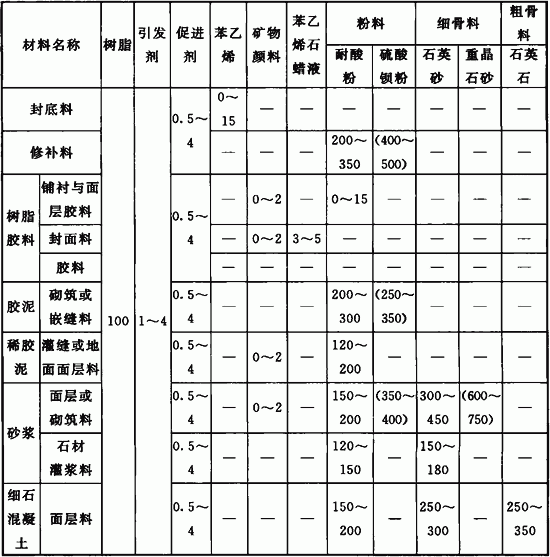 材料名称 树脂 引发剂 促进剂 苯乙烯 矿物颜料 苯乙烯石蜡液 粉料 细骨料 粗骨料
耐酸粉 硫酸钡粉 石英砂 重晶石砂 石英石
封底料 100 1～4 0.5～4 0～15 — — — — — — —
修补料 — — — 200～350 (400～500) — — —
树脂胶料 铺衬与面层胶料 0.5～4 — 0～2 — 0～15 — — — —
封面料 — 0～2 3～5 — — — — —
胶料 — — — — — — — —
胶泥 砌筑或嵌缝料 0.5～4 — — — 200～300 (250～350) — — —
稀胶泥 灌缝或地面面层料 0.5～4 — 0～2 — 120～200 — — — —
砂浆 面层或砌筑料 0.5～4 — 0～2 — 150～200 (350～400) 300～450 (600～750) —
石材灌浆料 0.5～4 — — — 120～150 — 150～180 — —
细石混凝土 面层料 0.5～4 — — — 150～200 — 250～300 — 250～350